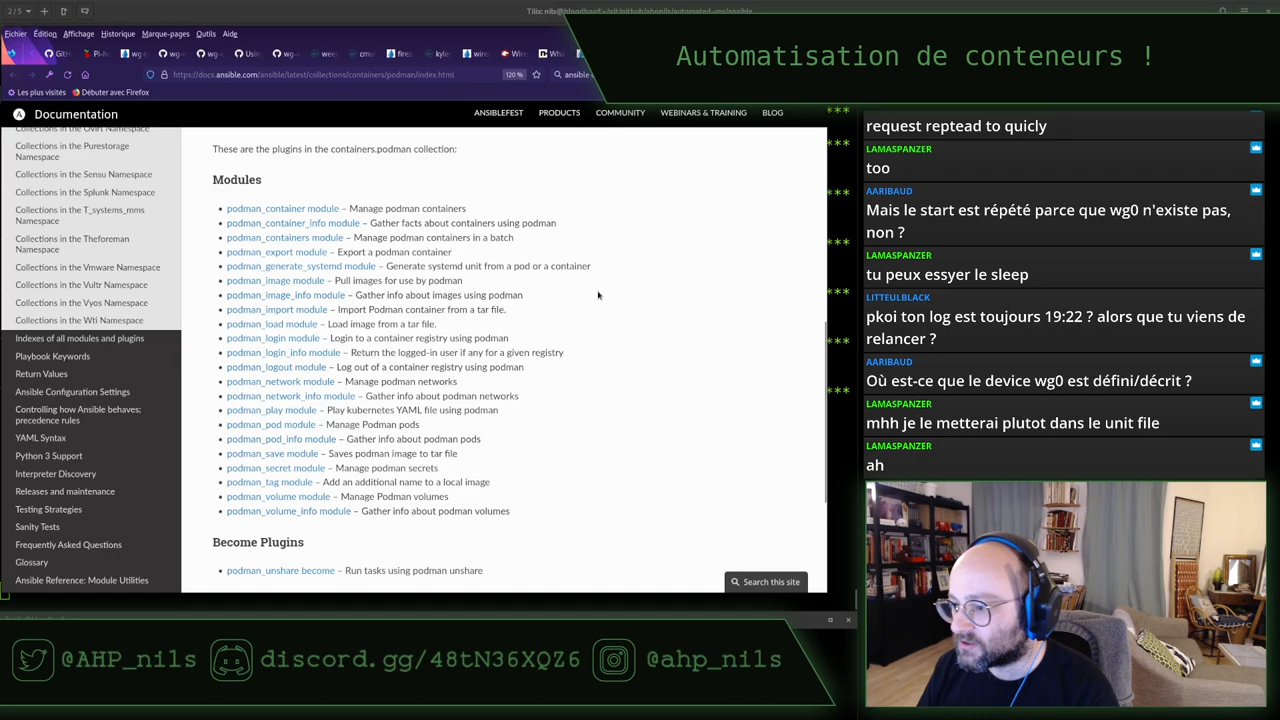 2 / 5
Tilix: nils@bloodhoof:~/git/github/ahpnils/automated-vps/ansible
Fichier Édition Affichage Historique Marque-pages Outils Aide
https://docs.ansible.com/ansible/latest/collections/containers/podman/index.html
120 %
Les plus visités
Débuter avec Firefox
Automatisation de conteneurs !
Documentation
ANSIBLEFEST PRODUCTS COMMUNITY WEBINARS & TRAINING BLOG
Collections in the Ovirt Namespace
Collections in the Purestorage
Namespace
Collections in the Sensu Namespace
Collections in the Splunk Namespace
Collections in the T_systems_mms
Namespace
Collections in the Theforeman
Namespace
Collections in the Vmware Namespace
Collections in the Vultr Namespace
Collections in the Vyos Namespace
Collections in the Wti Namespace
Indexes of all modules and plugins
Playbook Keywords
Return Values
Ansible Configuration Settings
Controlling how Ansible behaves:
precedence rules
YAML Syntax
Python 3 Support
Interpreter Discovery
Releases and maintenance
Testing Strategies
Sanity Tests
Frequently Asked Questions
Glossary
Ansible Reference: Module Utilities
These are the plugins in the containers.podman collection:
Modules
• podman_container module – Manage podman containers
• podman_container_info module – Gather facts about containers using podman
• podman_containers module – Manage podman containers in a batch
• podman_export module – Export a podman container
• podman_generate_systemd module – Generate systemd unit from a pod or a container
• podman_image module – Pull images for use by podman
• podman_image_info module – Gather info about images using podman
• podman_import module – Import Podman container from a tar file.
• podman_load module – Load image from a tar file.
• podman_login module – Login to a container registry using podman
• podman_login_info module – Return the logged-in user if any for a given registry
• podman_logout module – Log out of a container registry using podman
• podman_network module – Manage podman networks
• podman_network_info module – Gather info about podman networks
• podman_play module – Play kubernetes YAML file using podman
• podman_pod module – Manage Podman pods
• podman_pod_info module – Gather info about podman pods
• podman_save module – Saves podman image to tar file
• podman_secret module – Manage podman secrets
• podman_tag module – Add an additional name to a local image
• podman_volume module – Manage Podman volumes
• podman_volume_info module – Gather info about podman volumes
Become Plugins
• podman_unshare become – Run tasks using podman unshare
Search this site
***
***
***
***
***
***
***
request reptead to quicly
LAMASPANZER
too
AARIBAUD
Mais le start est répéte parce que wg0 n'existe pas,
non ?
LAMASPANZER
tu peux essyer le sleep
LITTEULBLACK
pkoi ton log est toujours 19:22 ? alors que tu viens de
relancer ?
AARIBAUD
Où est-ce que le device wg0 est défini/décrit ?
LAMASPANZER
mhh je le metterai plutot dans le unit file
LAMASPANZER
ah
@AHP_nils
discord.gg/48tN36XQZ6
@ahp_nils